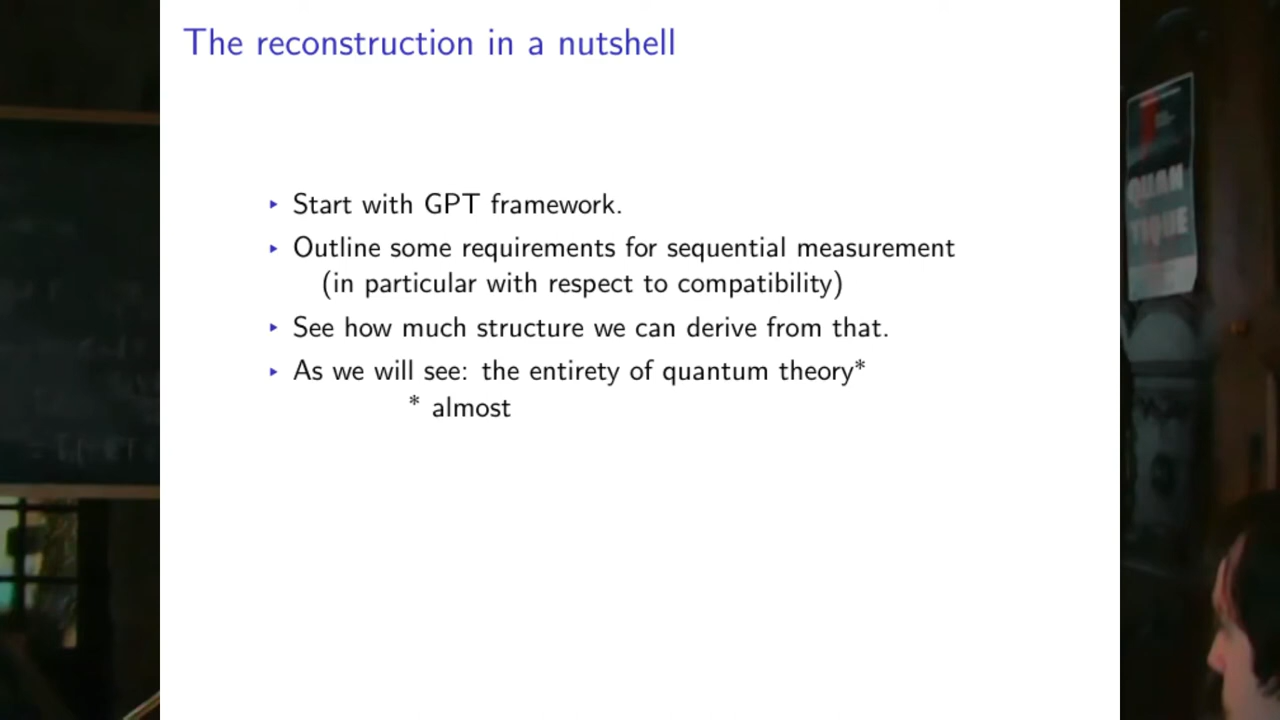 The reconstruction in a nutshell
▸ Start with GPT framework.
▸ Outline some requirements for sequential measurement
(in particular with respect to compatibility)
▸ See how much structure we can derive from that.
▸ As we will see: the entirety of quantum theory*
* almost
QUAN
TIQUE